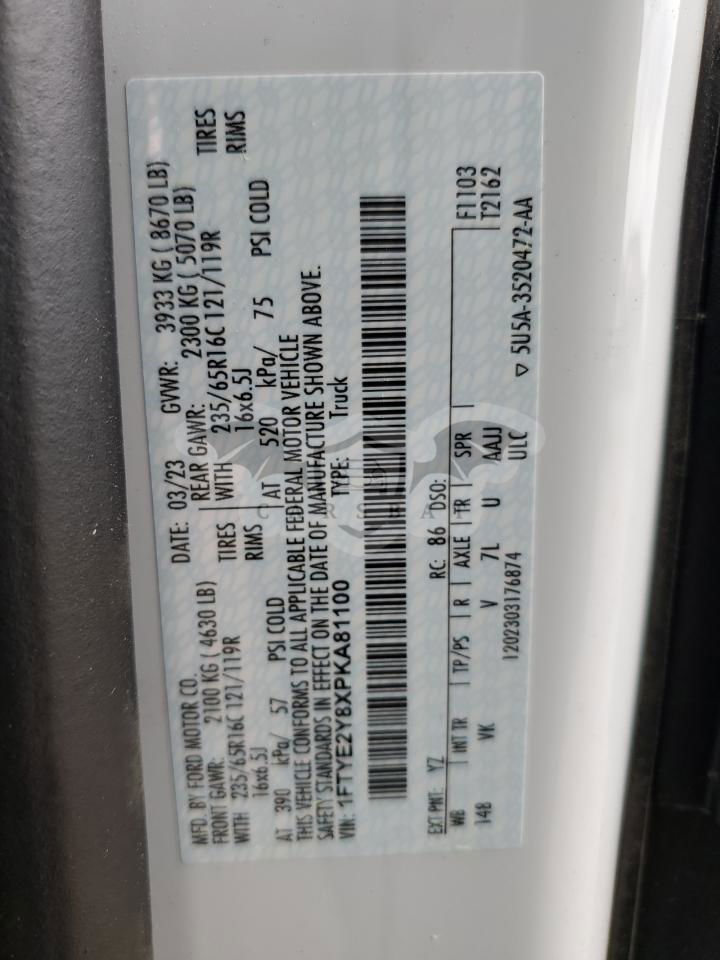 MFD. BY FORD MOTOR CO.
DATE: 03/23 GVWR: 3933 KG ( 8670 LB)
FRONT GAWR: 2100 KG ( 4630 LB) REAR GAWR: 2300 KG ( 5070 LB)
WITH 235/65R16C 121/119R TIRES WITH 235/65R16C 121/119R TIRES
16x6.5J RIMS 16x6.5J RIMS
AT 390 kPa/ 57 PSI COLD AT 520 kPa/ 75 PSI COLD
THIS VEHICLE CONFORMS TO ALL APPLICABLE FEDERAL MOTOR VEHICLE
SAFETY STANDARDS IN EFFECT ON THE DATE OF MANUFACTURE SHOWN ABOVE.
VIN: 1FTYE2Y8XPKA81100 TYPE: Truck
EXT PNT: YZ RC: 86 DSO:
WB INT TR TP/PS R AXLE TR SPR F1103
148 VK V 7L U AAJJ T2162
1202303176874 ULC
▽ 5U5A-3520472-AA